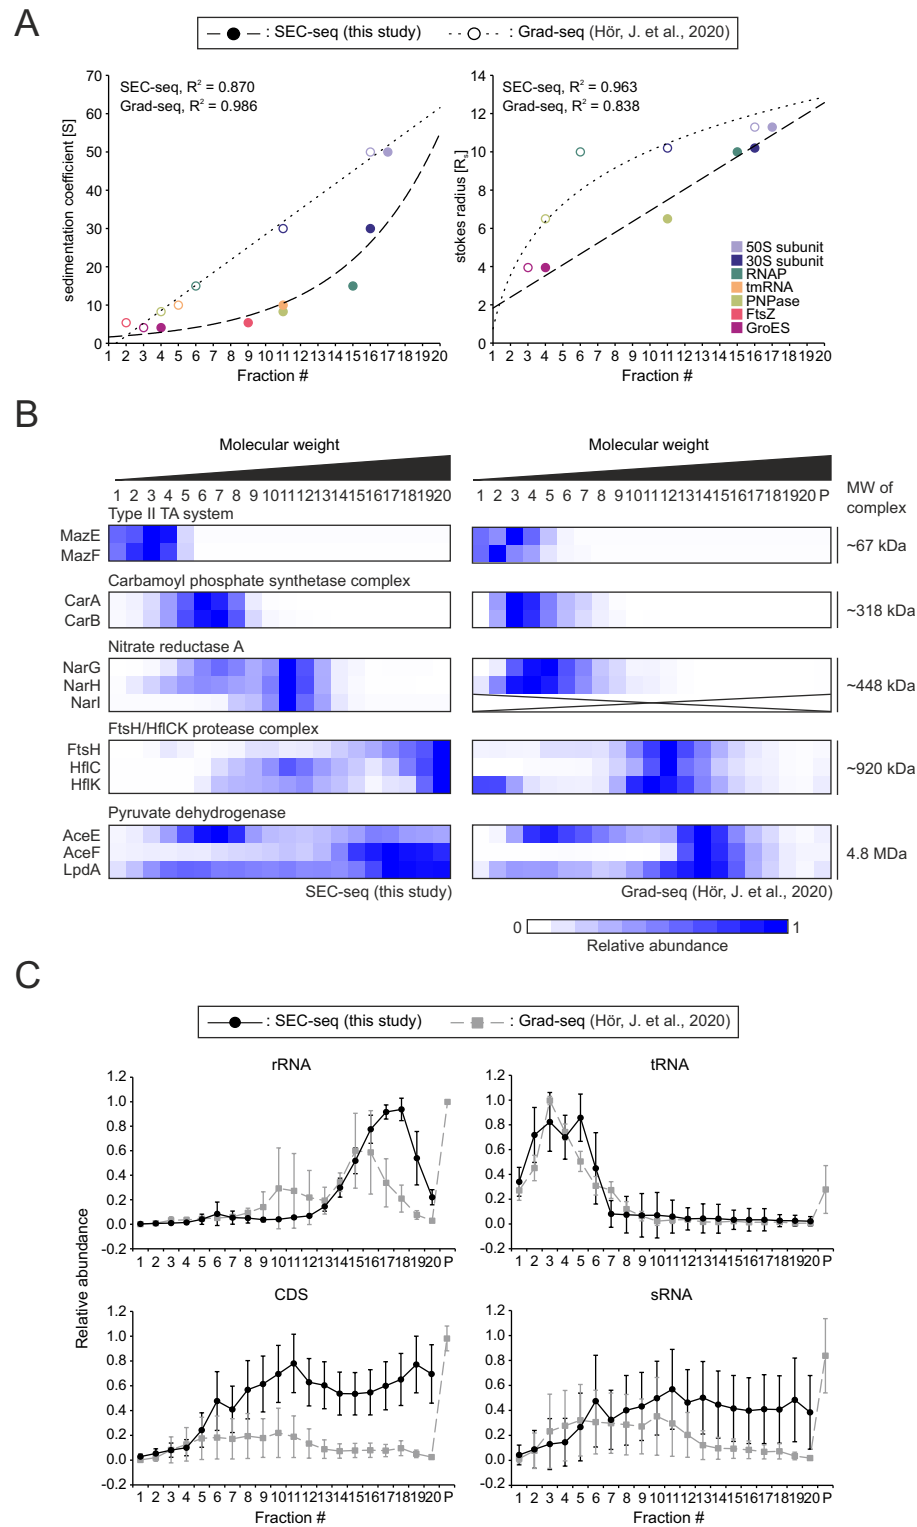 A
: SEC-seq (this study) : Grad-seq (Hör, J. et al., 2020)
SEC-seq, R² = 0.870
Grad-seq, R² = 0.986
sedimentation coefficient [S]
70
60
50
40
30
20
10
0
1 2 3 4 5 6 7 8 9 10 11 12 13 14 15 16 17 18 19 20
Fraction #
SEC-seq, R² = 0.963
Grad-seq, R² = 0.838
stokes radius [Rs]
14
12
10
8
6
4
2
0
50S subunit
30S subunit
RNAP
tmRNA
PNPase
FtsZ
GroES
1 2 3 4 5 6 7 8 9 10 11 12 13 14 15 16 17 18 19 20
Fraction #
B
Molecular weight Molecular weight
1 2 3 4 5 6 7 8 9 10 11 12 13 14 15 16 17 18 19 20
1 2 3 4 5 6 7 8 9 10 11 12 13 14 15 16 17 18 19 20 P
MW of
complex
Type II TA system
MazE
MazF
~67 kDa
Carbamoyl phosphate synthetase complex
CarA
CarB
~318 kDa
Nitrate reductase A
NarG
NarH
NarI
~448 kDa
FtsH/HflCK protease complex
FtsH
HflC
HflK
~920 kDa
Pyruvate dehydrogenase
AceE
AceF
LpdA
4.8 MDa
SEC-seq (this study) Grad-seq (Hör, J. et al., 2020)
0 1
Relative abundance
C
: SEC-seq (this study) : Grad-seq (Hör, J. et al., 2020)
Relative abundance
rRNA
1.2
1.0
0.8
0.6
0.4
0.2
0.0
-0.2
1 2 3 4 5 6 7 8 9 10 11 12 13 14 15 16 17 18 19 20 P
tRNA
1.2
1.0
0.8
0.6
0.4
0.2
0.0
-0.2
1 2 3 4 5 6 7 8 9 10 11 12 13 14 15 16 17 18 19 20 P
CDS
1.2
1.0
0.8
0.6
0.4
0.2
0.0
-0.2
1 2 3 4 5 6 7 8 9 10 11 12 13 14 15 16 17 18 19 20 P
Fraction #
sRNA
1.2
1.0
0.8
0.6
0.4
0.2
0.0
-0.2
1 2 3 4 5 6 7 8 9 10 11 12 13 14 15 16 17 18 19 20 P
Fraction #